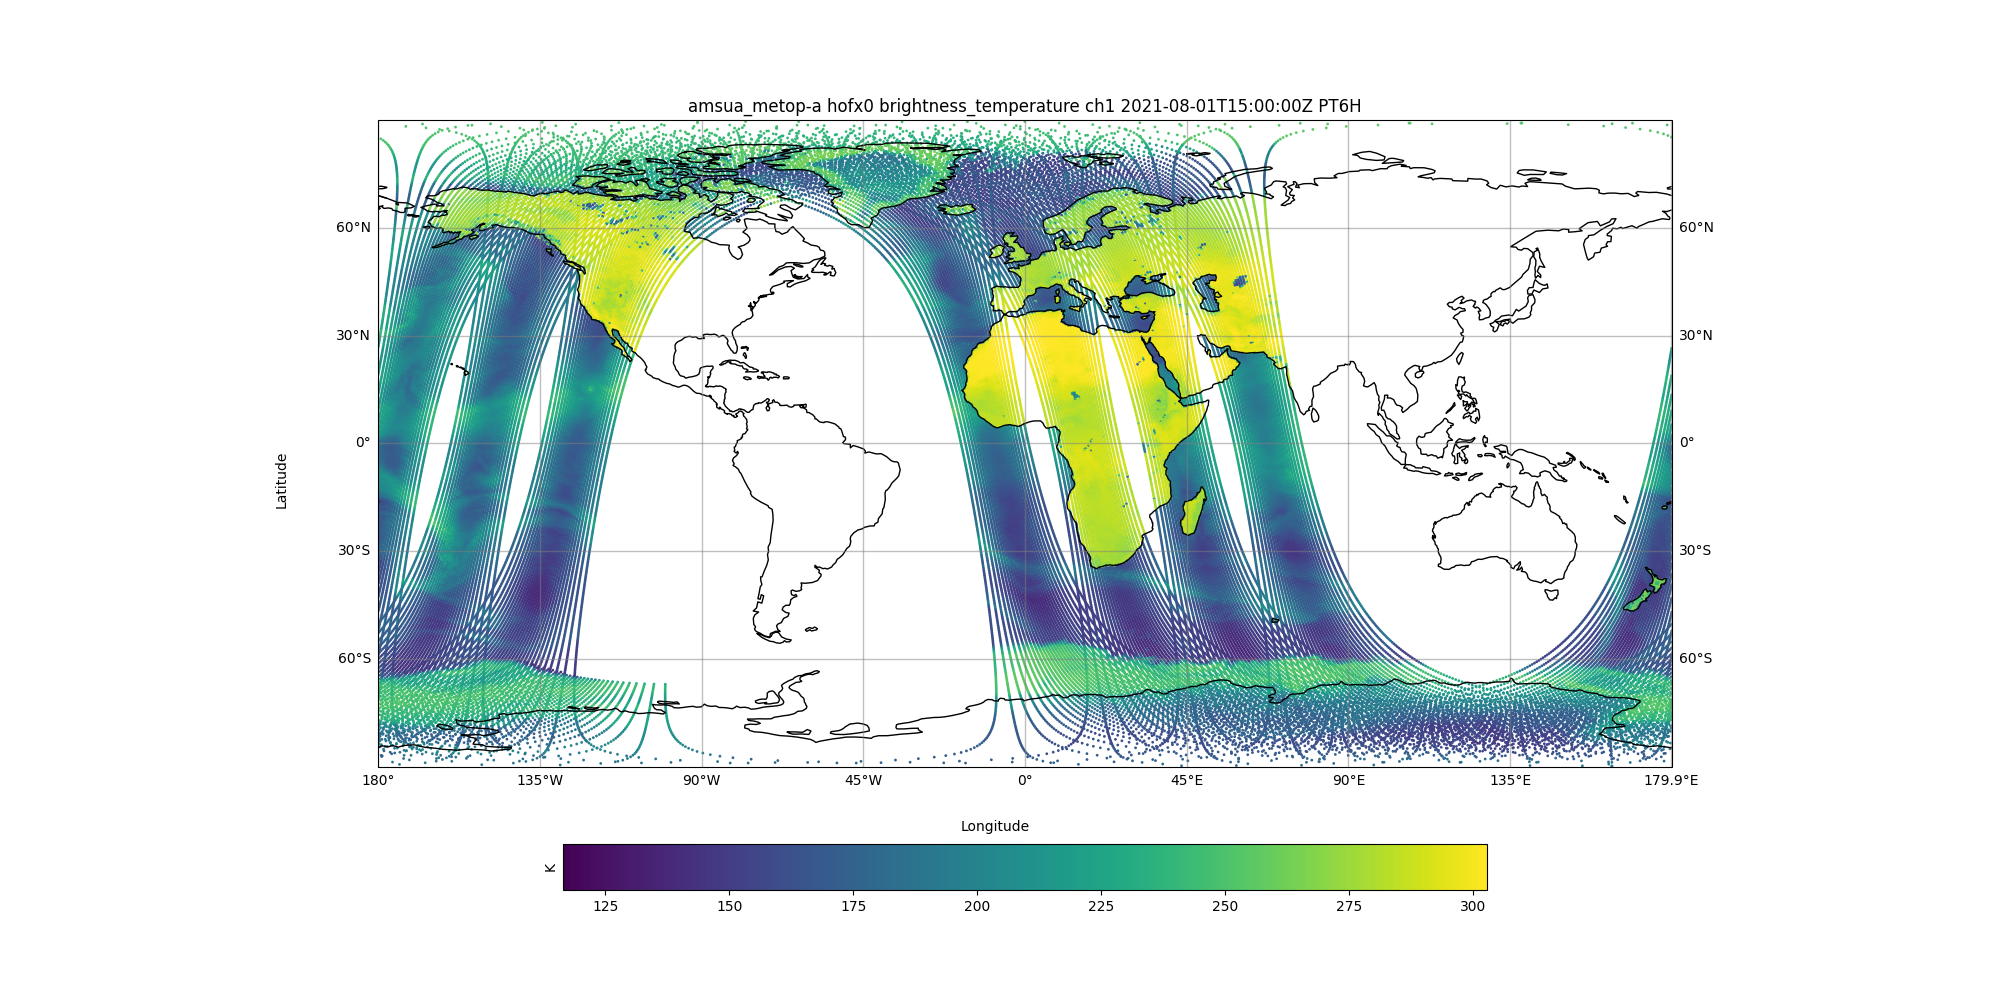 amsua_metop-a hofx0 brightness_temperature ch1 2021-08-01T15:00:00Z PT6H
60°N 60°N
30°N 30°N
0° 0°
30°S 30°S
60°S 60°S
Latitude
180° 135°W 90°W 45°W 0° 45°E 90°E 135°E 179.9°E
Longitude
K
125 150 175 200 225 250 275 300